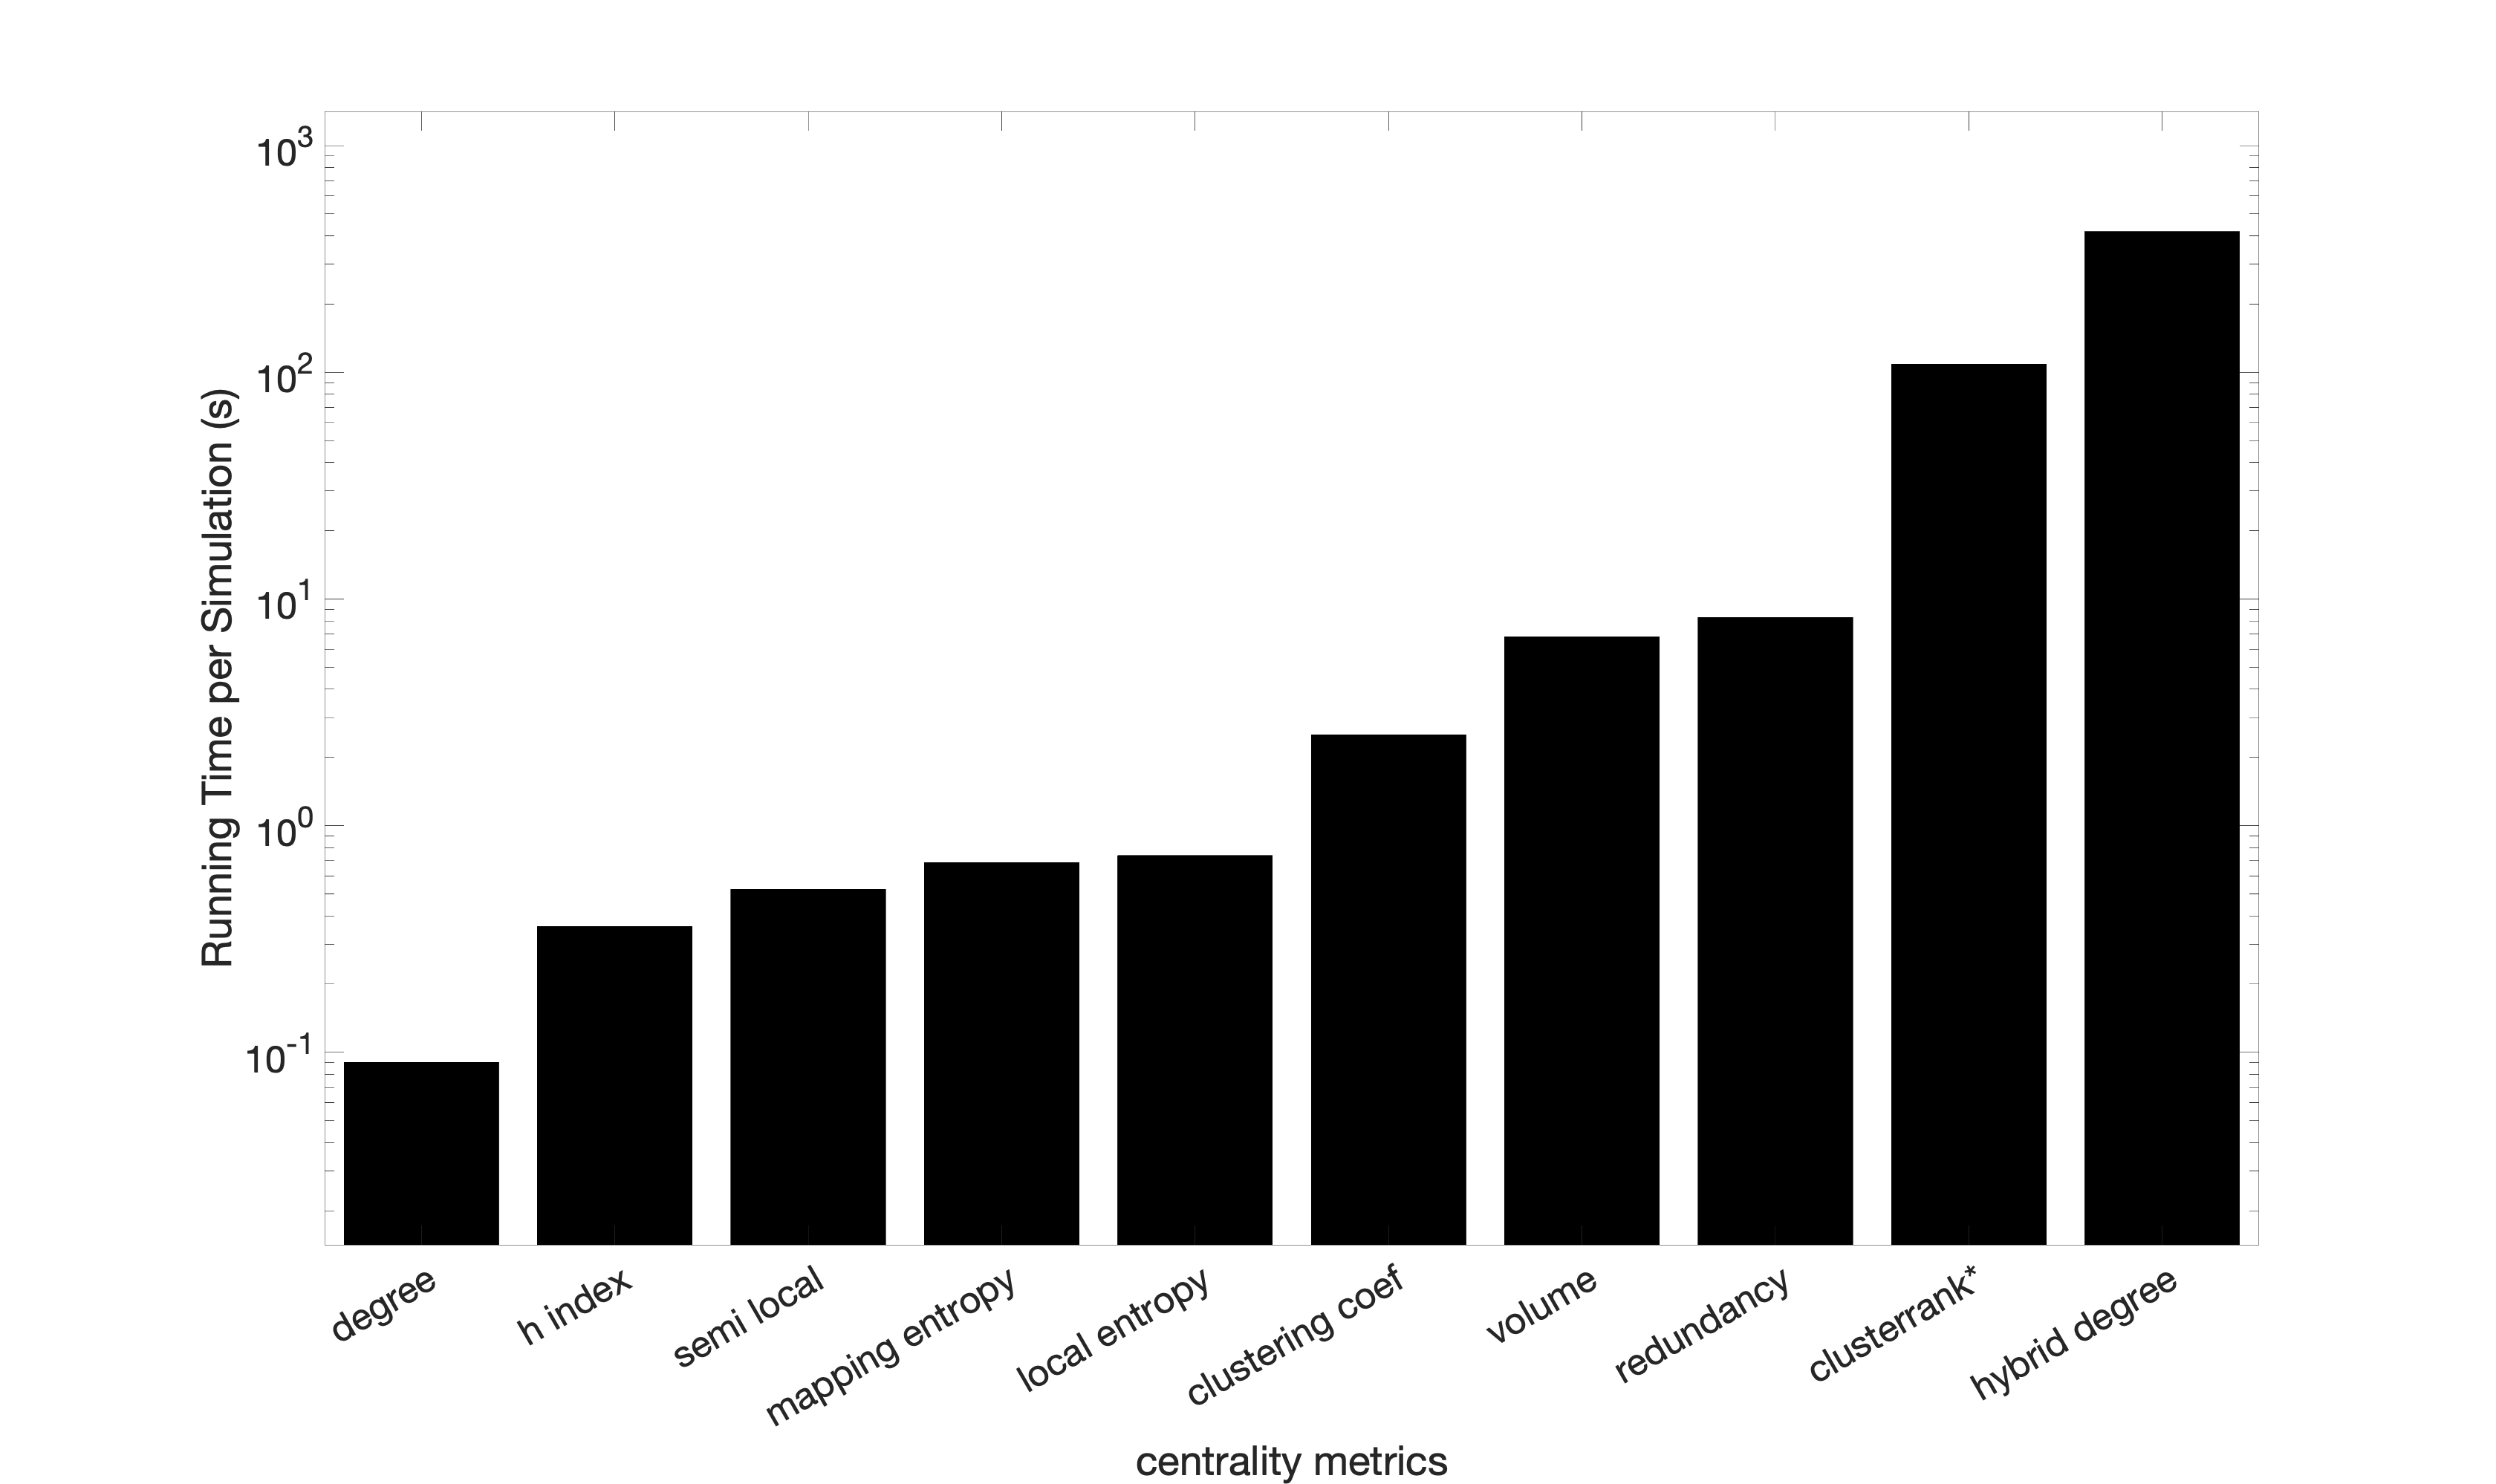 Running Time per Simulation (s)
10^3
10^2
10^1
10^0
10^-1
degree
h index
semi local
mapping entropy
local entropy
clustering coef
volume
redundancy
clusterrank*
hybrid degree
centrality metrics